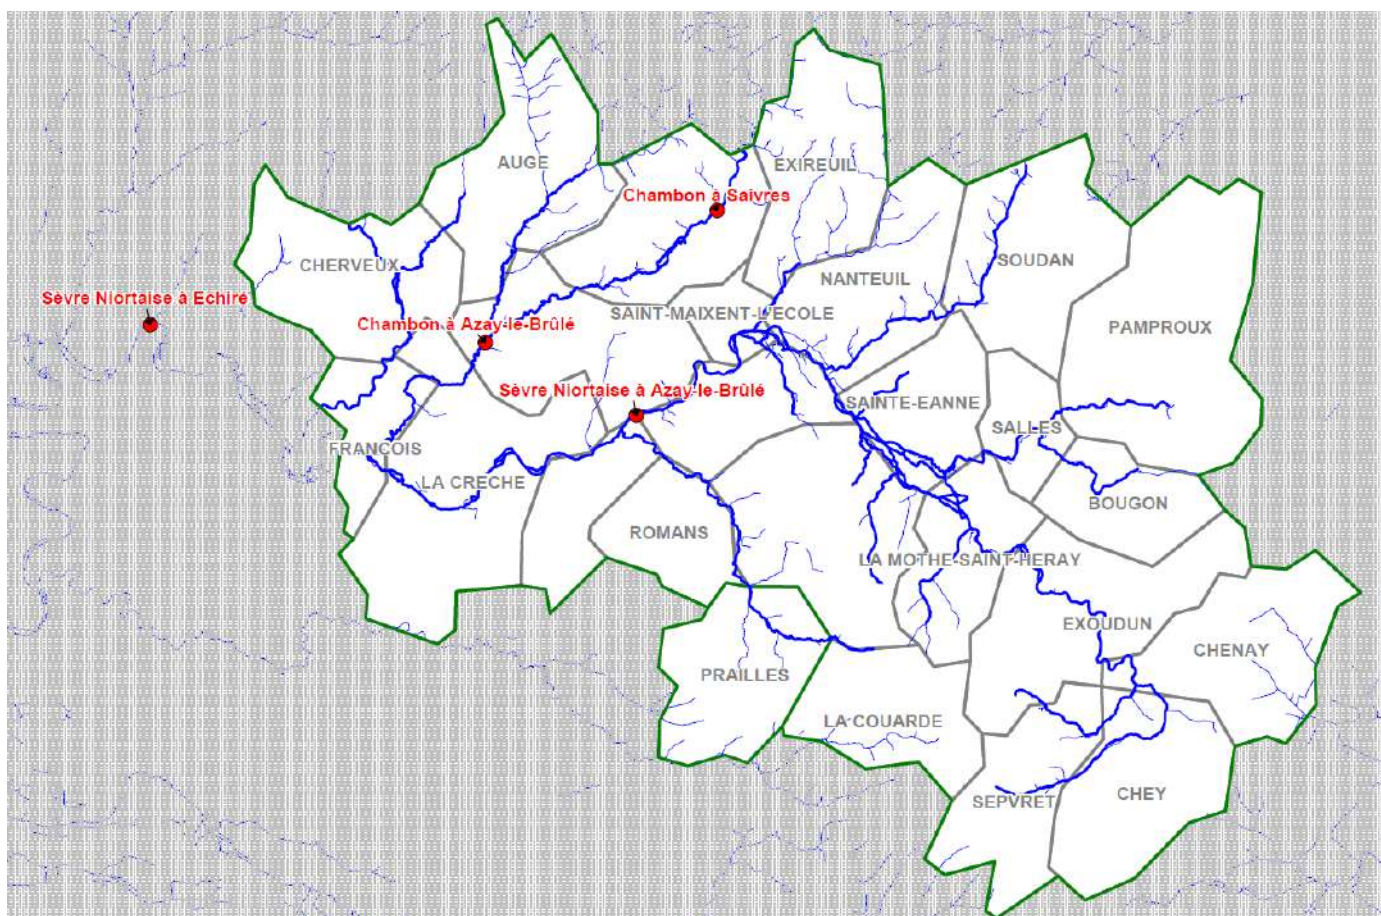 AUGE
EXIREUIL
Chambon à Saivres
CHERVEUX
SOUDAN
NANTEUIL
Sèvre Niortaise à Echiré
SAINT-MAIXENT-L'ECOLE
Chambon à Azay-le-Brûlé
PAMPROUX
Sèvre Niortaise à Azay-le-Brûlé
SAINTE-EANNE
SALLES
FRANCOIS
LA CRECHE
BOUGON
ROMANS
LA MOTHE-SAINT-HERAY
EXOUDUN
CHENAY
PRAILLES
LA COUARDE
CHEY
SEPVRET